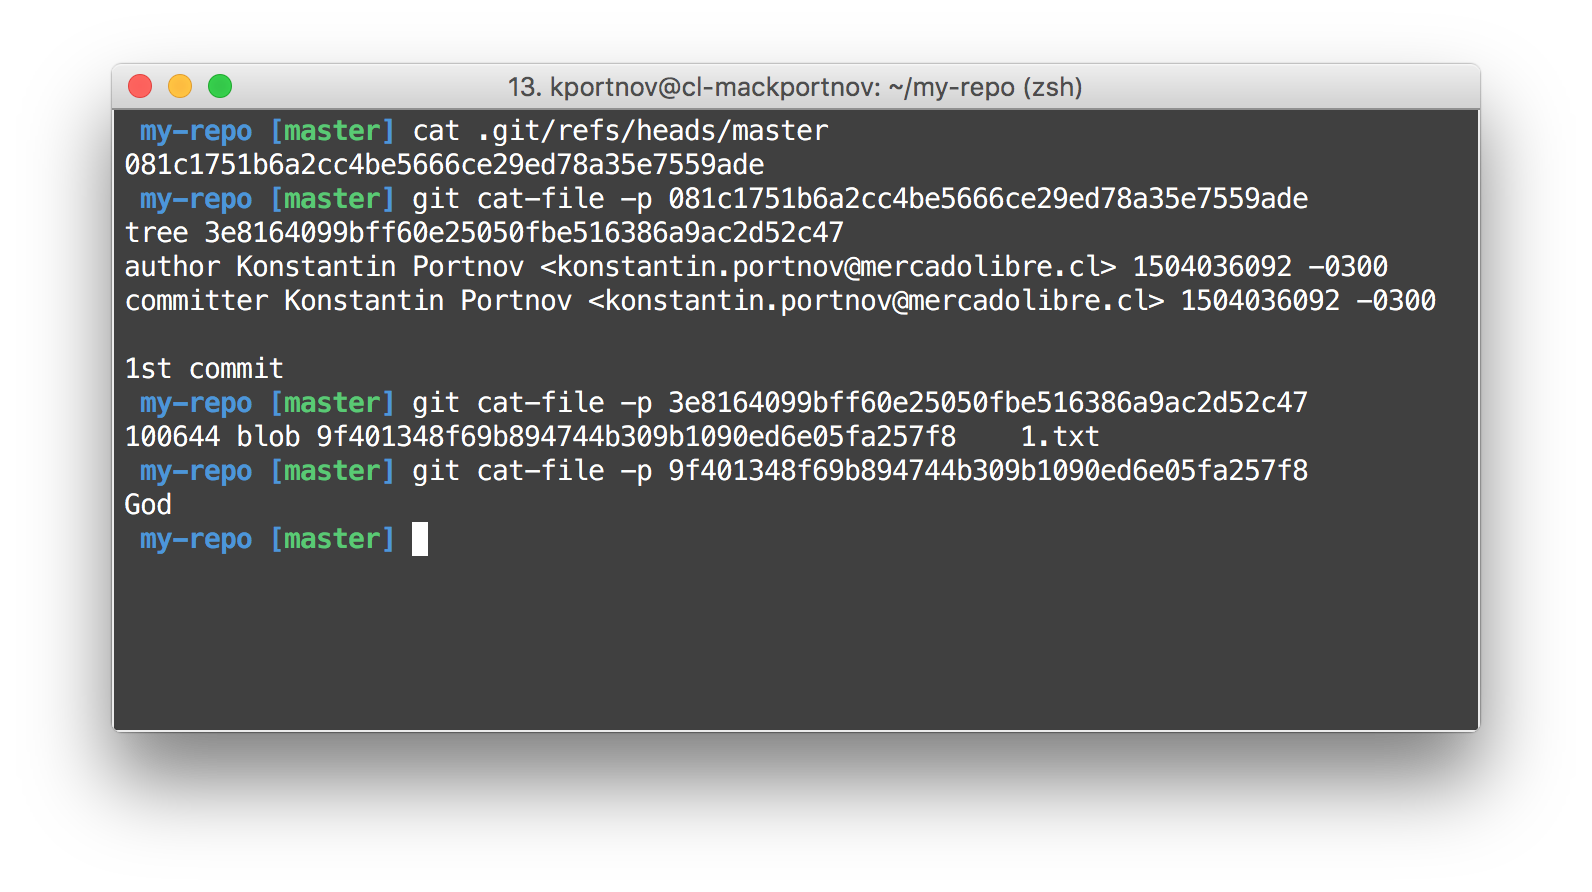 13. kportnov@cl-mackportnov: ~/my-repo (zsh)
my-repo [master] cat .git/refs/heads/master
081c1751b6a2cc4be5666ce29ed78a35e7559ade
my-repo [master] git cat-file -p 081c1751b6a2cc4be5666ce29ed78a35e7559ade
tree 3e8164099bff60e25050fbe516386a9ac2d52c47
author Konstantin Portnov <konstantin.portnov@mercadolibre.cl> 1504036092 -0300
committer Konstantin Portnov <konstantin.portnov@mercadolibre.cl> 1504036092 -0300
1st commit
my-repo [master] git cat-file -p 3e8164099bff60e25050fbe516386a9ac2d52c47
100644 blob 9f401348f69b894744b309b1090ed6e05fa257f8    1.txt
my-repo [master] git cat-file -p 9f401348f69b894744b309b1090ed6e05fa257f8
God
my-repo [master]